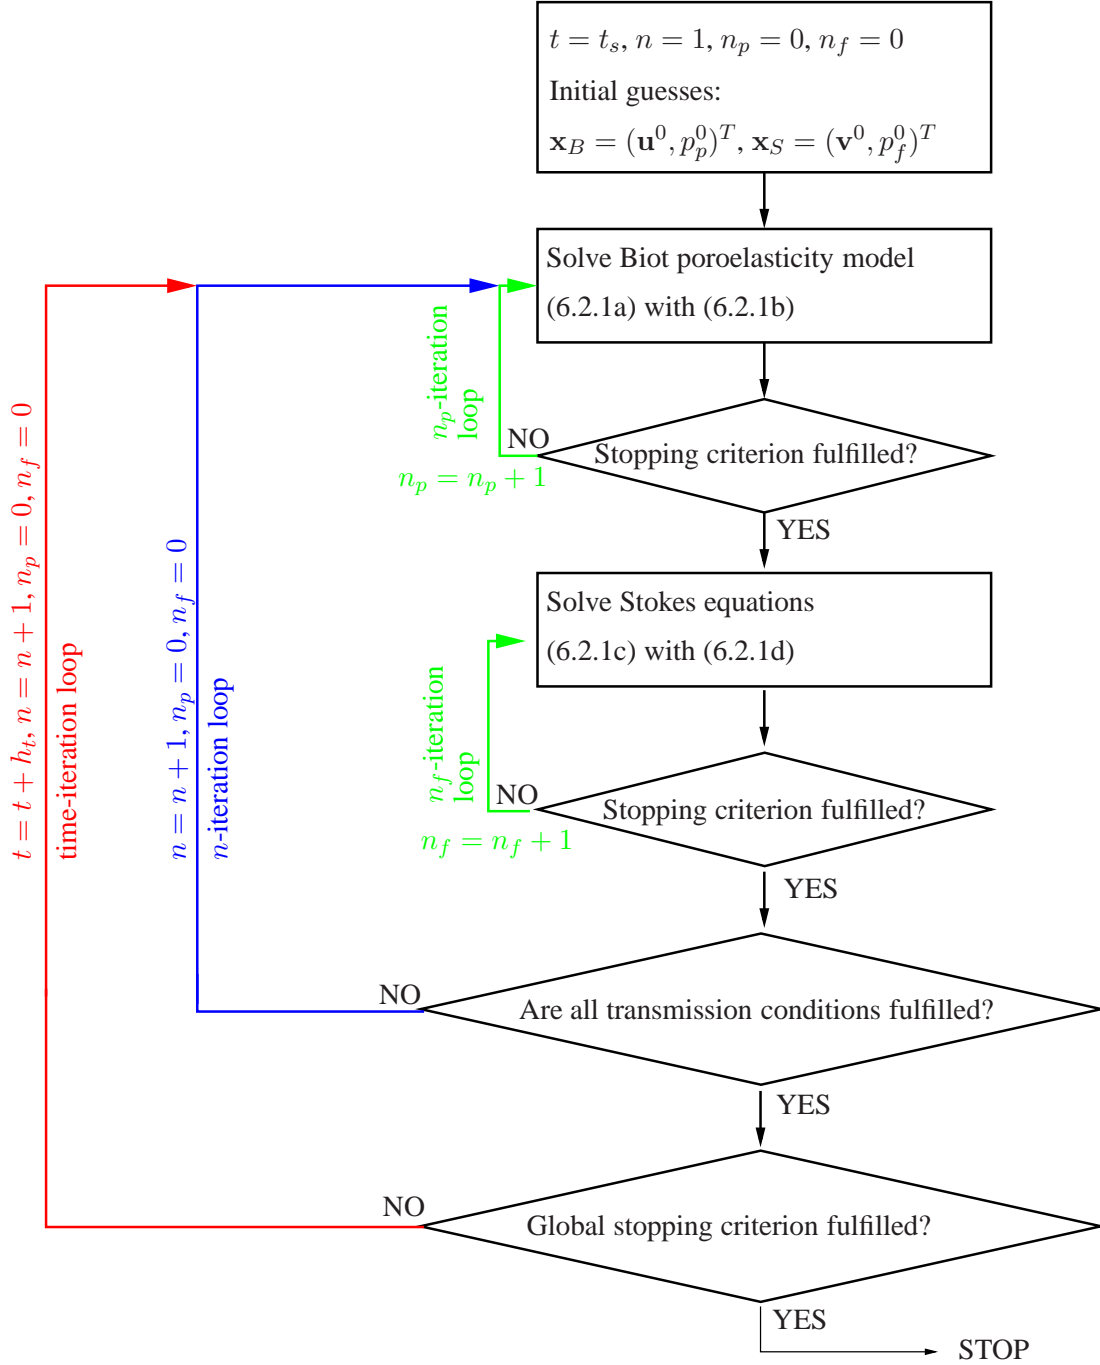 t = t_s, n = 1, n_p = 0, n_f = 0
Initial guesses:
x_B = (u^0, p_p^0)^T, x_S = (v^0, p_f^0)^T
Solve Biot poroelasticity model
(6.2.1a) with (6.2.1b)
n_p-iteration
loop
NO
n_p = n_p + 1
Stopping criterion fulfilled?
YES
Solve Stokes equations
(6.2.1c) with (6.2.1d)
n_f-iteration
loop
NO
n_f = n_f + 1
Stopping criterion fulfilled?
YES
t = t + h_t, n = n + 1, n_p = 0, n_f = 0
time-iteration loop
n = n + 1, n_p = 0, n_f = 0
n-iteration loop
NO
Are all transmission conditions fulfilled?
YES
NO
Global stopping criterion fulfilled?
YES
STOP